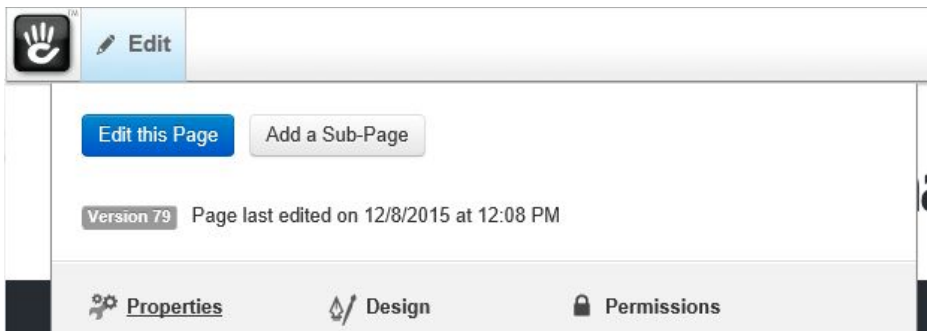 TM
Edit
Edit this Page Add a Sub-Page
Version 79 Page last edited on 12/8/2015 at 12:08 PM
Properties Design Permissions